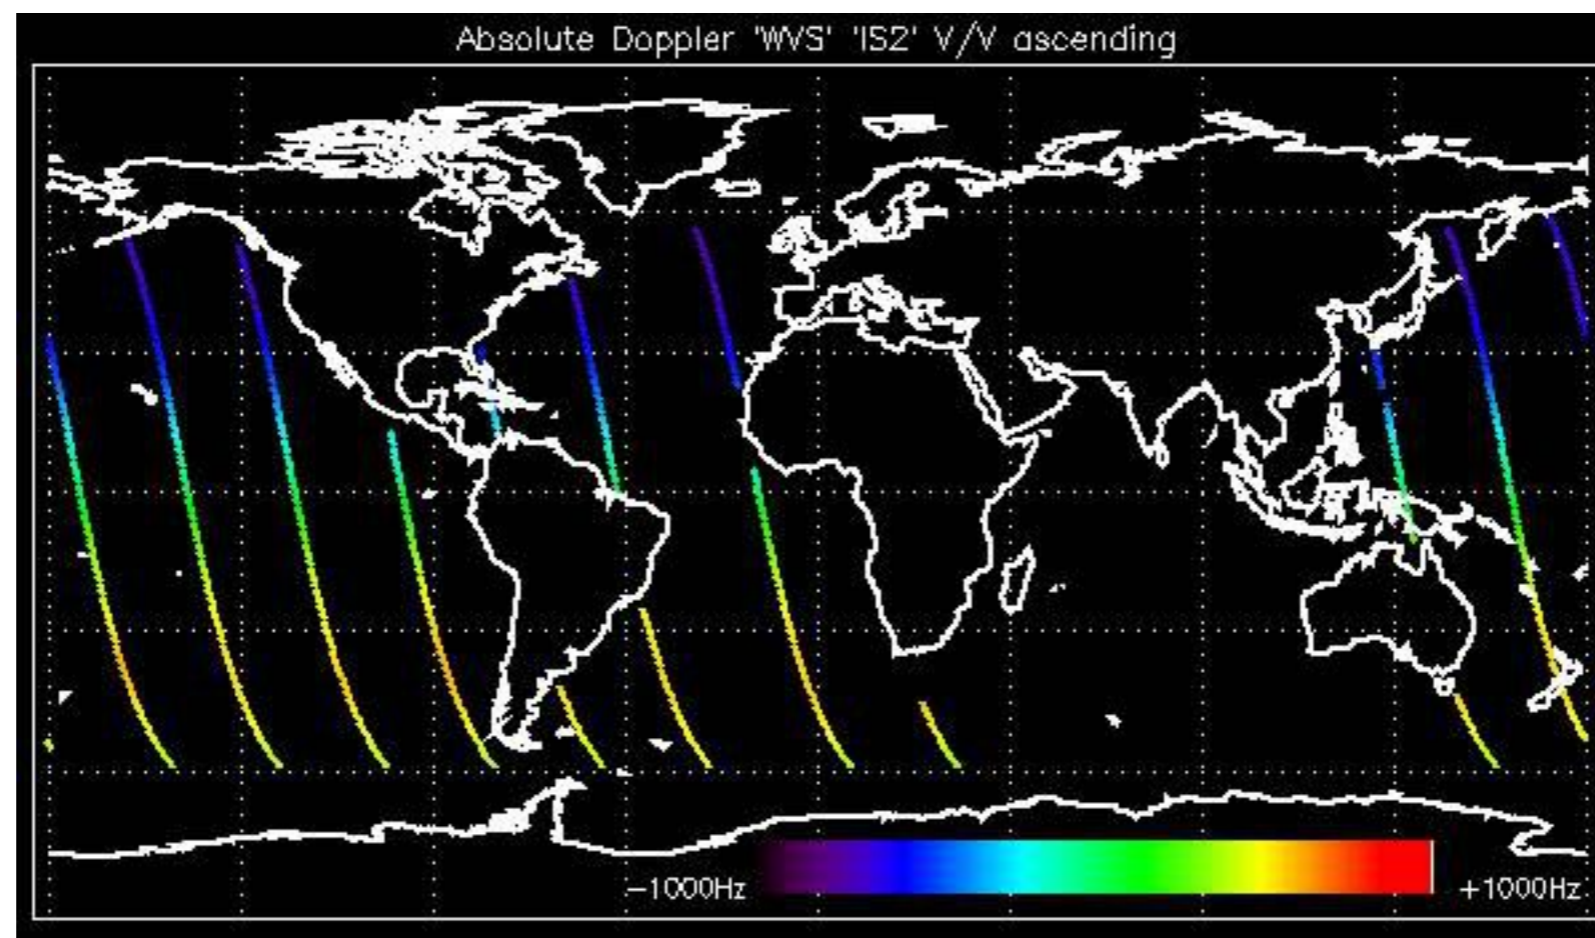 Absolute Doppler 'WVS' 'IS2' V/V ascending
−1000Hz +1000Hz